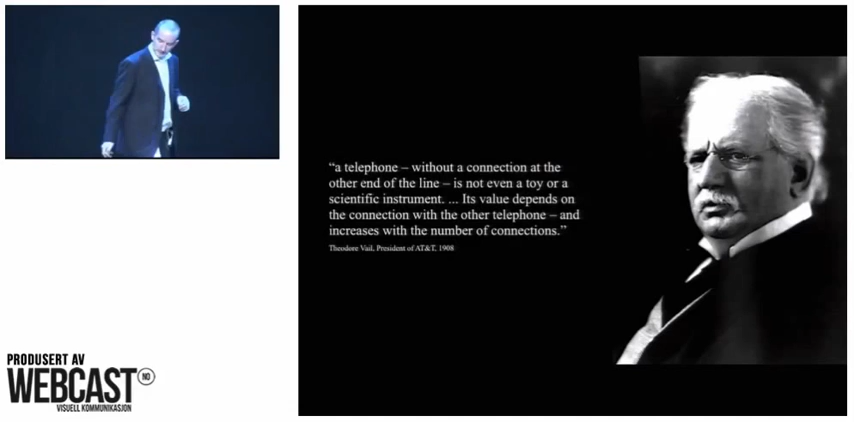 “a telephone – without a connection at the
other end of the line – is not even a toy or a
scientific instrument. ... Its value depends on
the connection with the other telephone – and
increases with the number of connections.”
Theodore Vail, President of AT&T, 1908
PRODUSERT AV
WEBCAST NO
VISUELL KOMMUNIKASJON